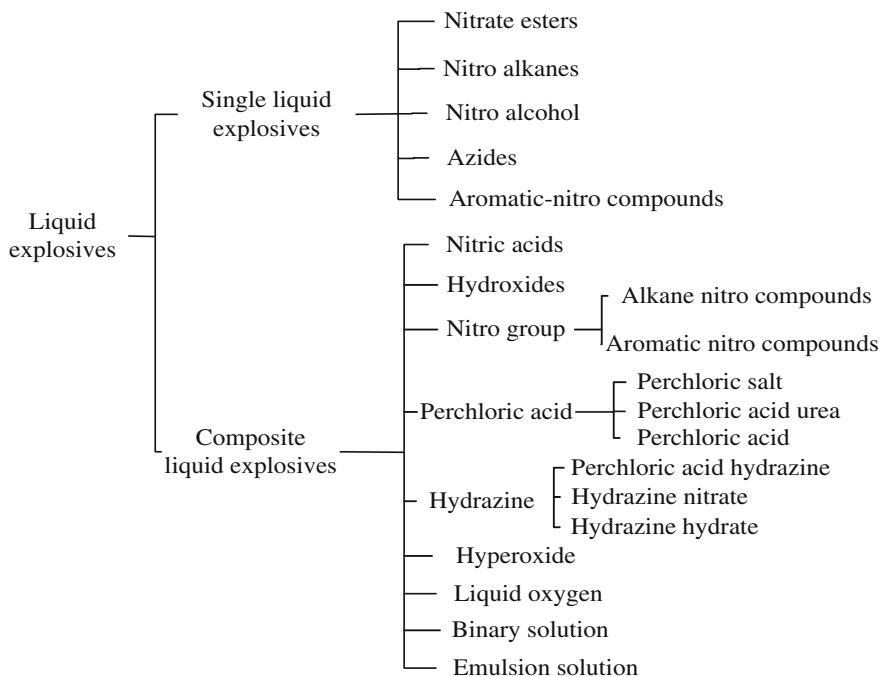 Liquid
explosives
Single liquid
explosives
Nitrate esters
Nitro alkanes
Nitro alcohol
Azides
Aromatic-nitro compounds
Composite
liquid explosives
Nitric acids
Hydroxides
Nitro group
Alkane nitro compounds
Aromatic nitro compounds
Perchloric acid
Perchloric salt
Perchloric acid urea
Perchloric acid
Hydrazine
Perchloric acid hydrazine
Hydrazine nitrate
Hydrazine hydrate
Hyperoxide
Liquid oxygen
Binary solution
Emulsion solution